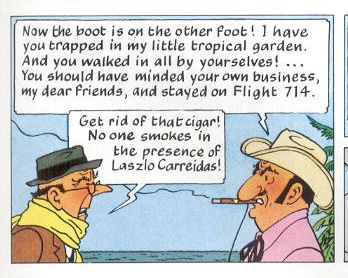 Now the boot is on the other foot! I have
you trapped in my little tropical garden.
And you walked in all by yourselves! ...
You should have minded your own business,
my dear friends, and stayed on Flight 714.
Get rid of that cigar!
No one smokes in
the presence of
Laszlo Carreidas!